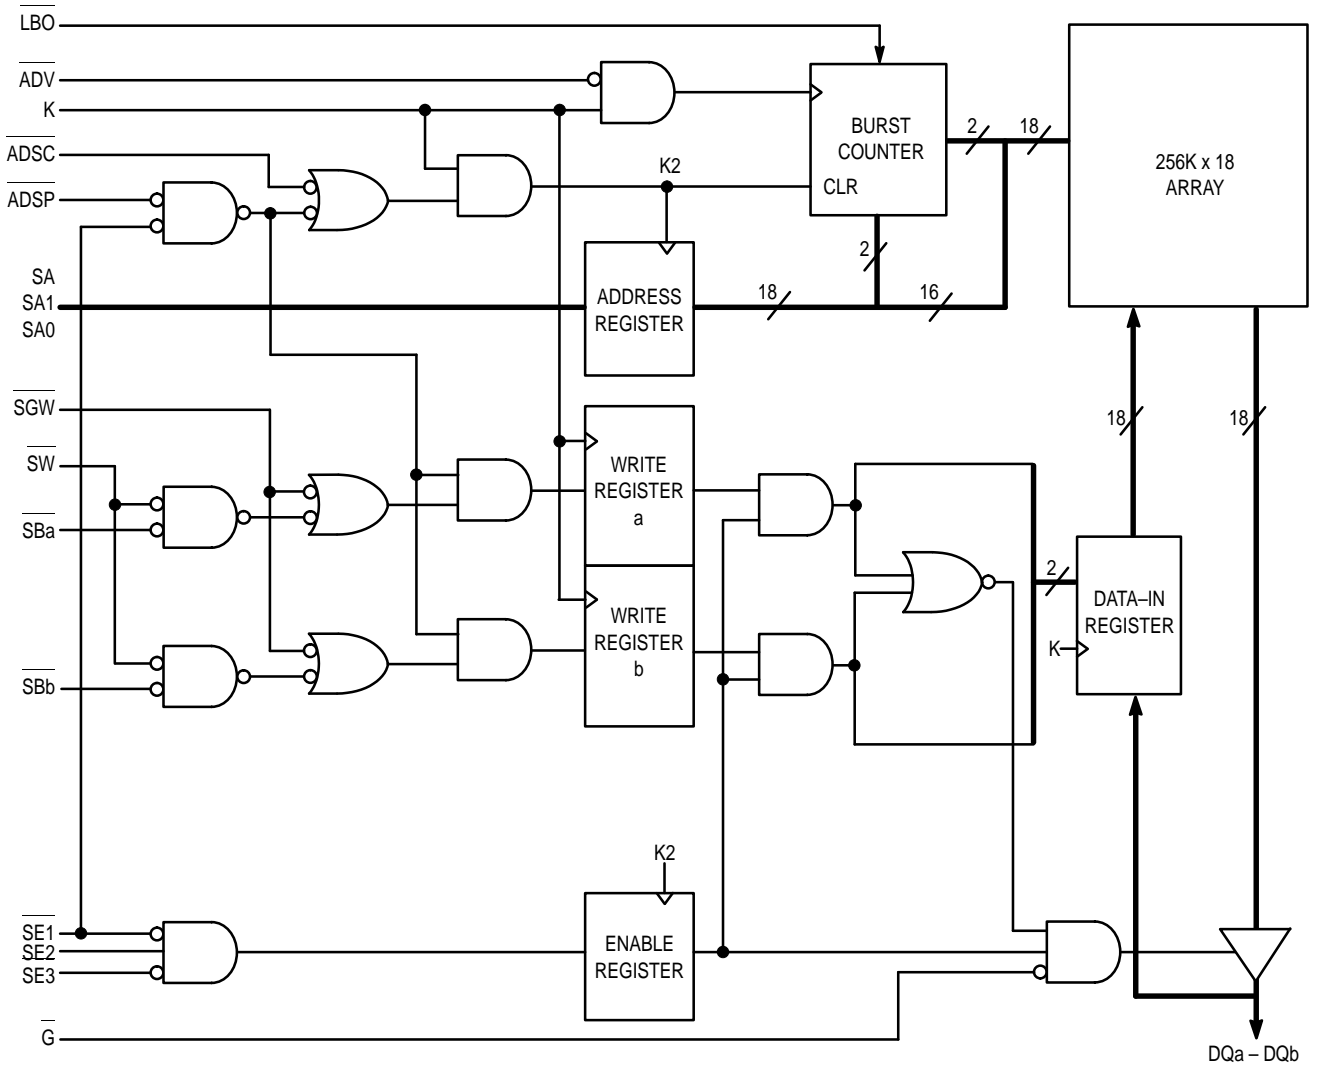 LBO
ADV
K
ADSC
ADSP
SA
SA1
SA0
SGW
SW
SBa
SBb
SE1
SE2
SE3
G
K2
BURST
COUNTER
CLR
2
18
256K x 18
ARRAY
2
ADDRESS
REGISTER
18
16
WRITE
REGISTER
a
WRITE
REGISTER
b
18
18
2
DATA–IN
REGISTER
K
K2
ENABLE
REGISTER
DQa – DQb